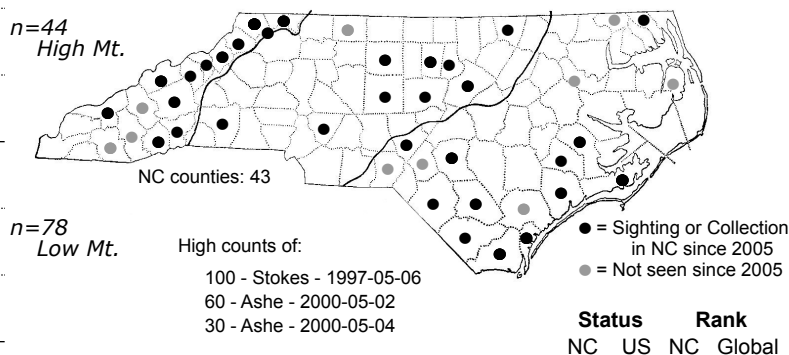 n=44
High Mt.
NC counties: 43
n=78
Low Mt.
High counts of:
100 - Stokes - 1997-05-06
60 - Ashe - 2000-05-02
30 - Ashe - 2000-05-04
= Sighting or Collection
in NC since 2005
= Not seen since 2005
Status Rank
NC US NC Global